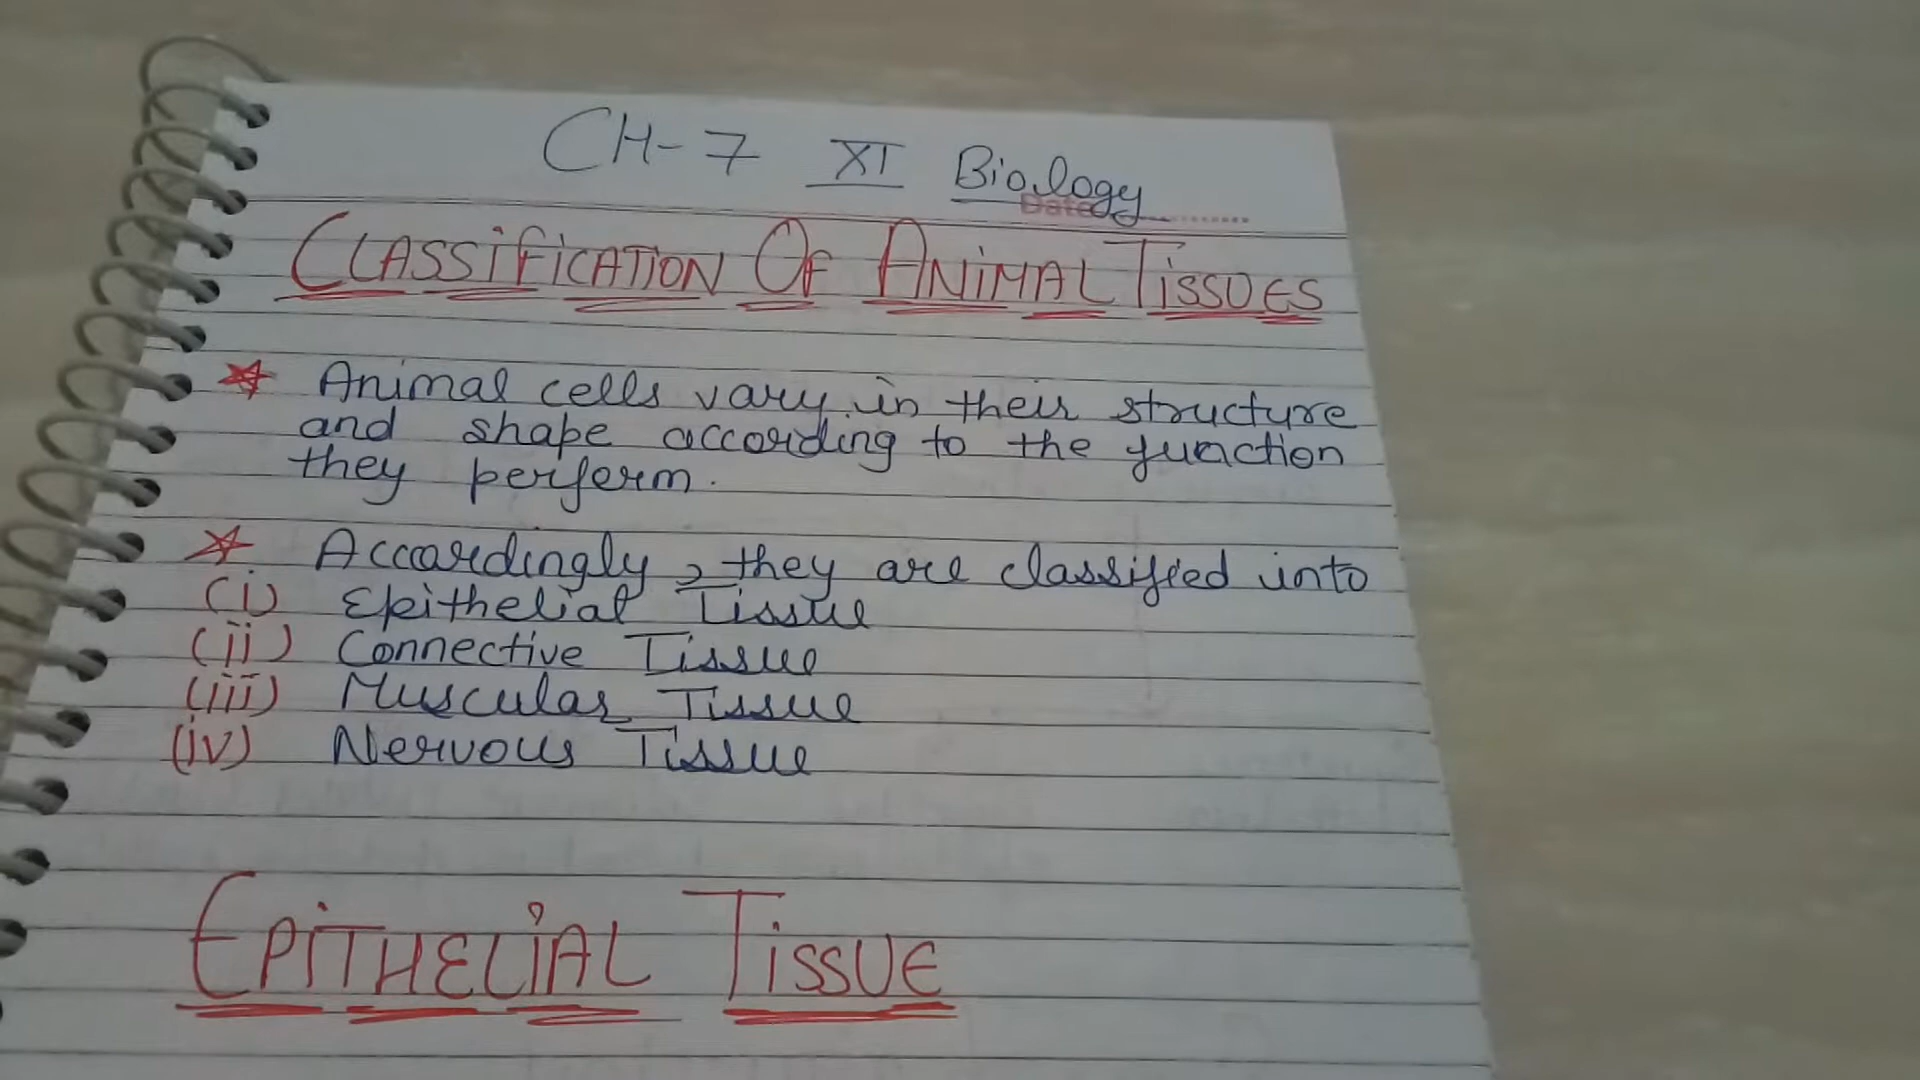 CH-7 XI Biology
Date
CLASSIFICATION OF ANIMAL TISSUES
Animal cells vary in their structure
and shape according to the function
they perform.
Accordingly, they are classified into
(i) Epithelial Tissue
(ii) Connective Tissue
(iii) Muscular Tissue
(iv) Nervous Tissue
EPITHELIAL TISSUE